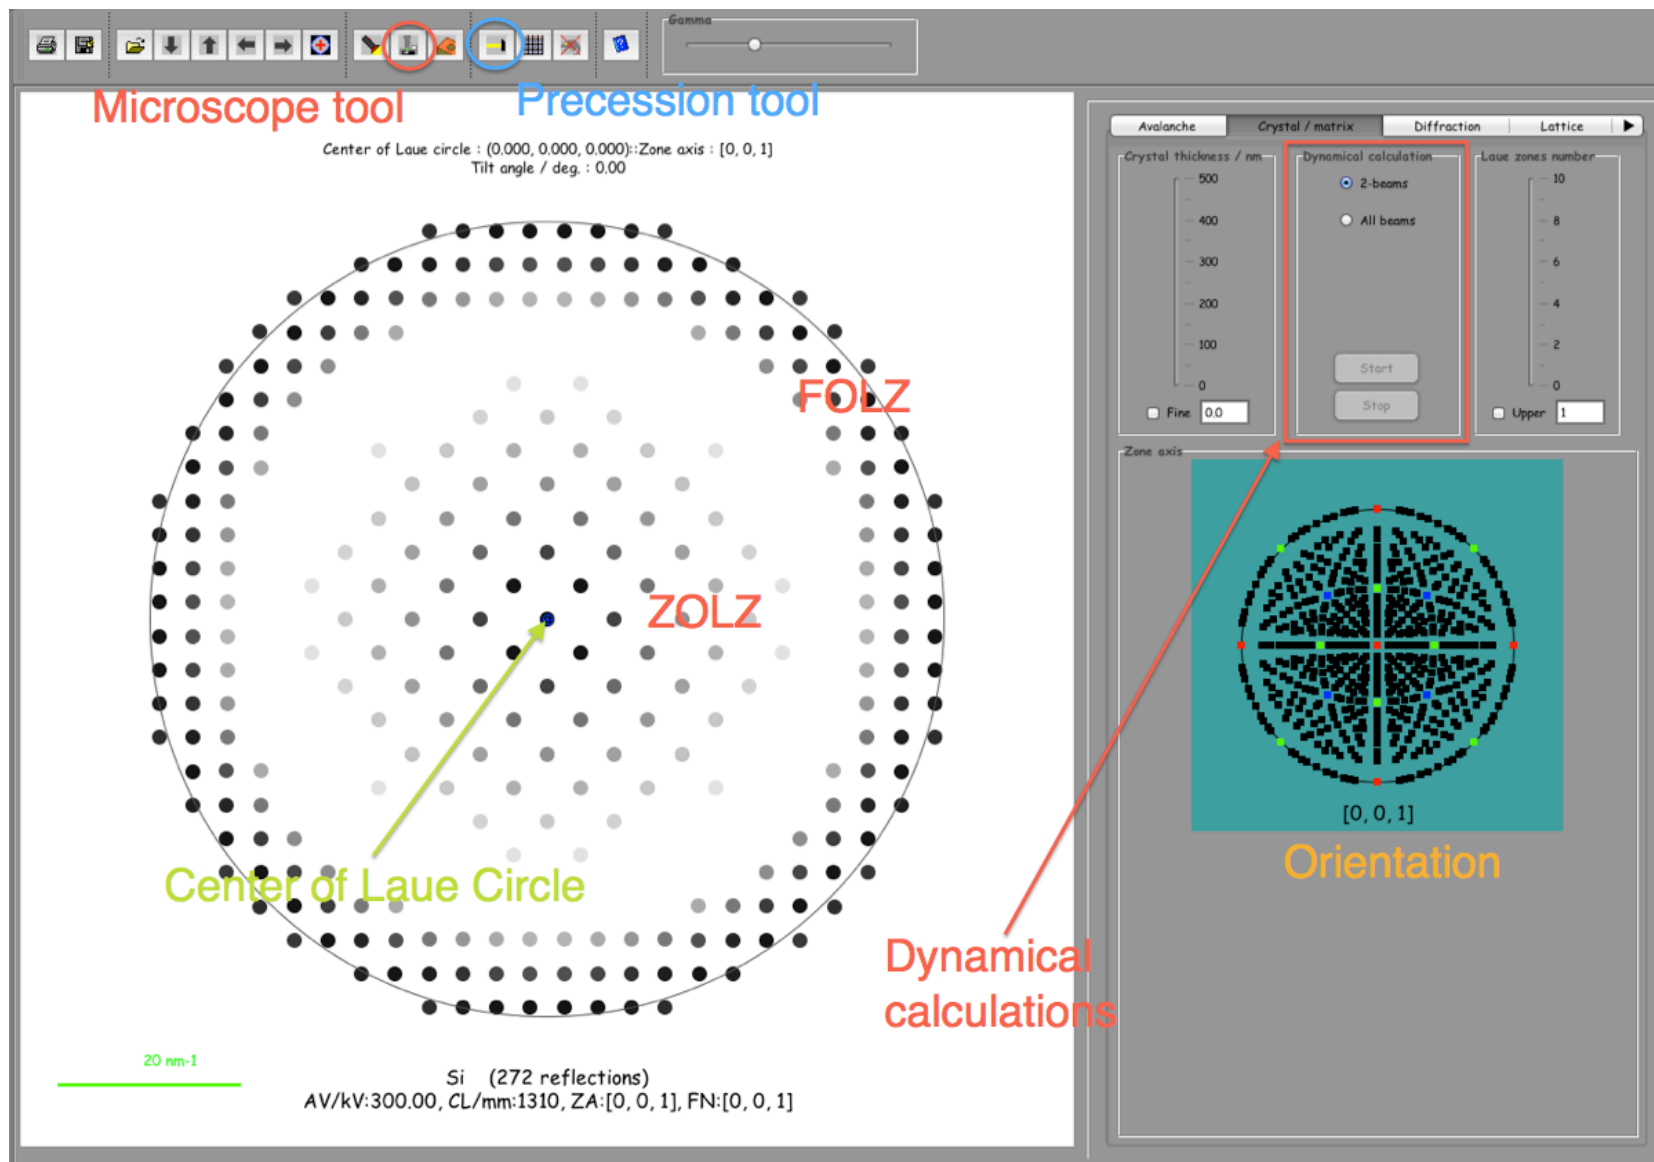 Gamma
Microscope tool
Precession tool
Center of Laue circle : (0.000, 0.000, 0.000)::Zone axis : [0, 0, 1]
Tilt angle / deg. : 0.00
Avalanche
Crystal / matrix
Diffraction
Lattice
Crystal thickness / nm
500
400
300
200
100
0
Fine
0.0
Dynamical calculation
2-beams
All beams
Start
Stop
Laue zones number
10
8
6
4
2
0
Upper
1
FOLZ
ZOLZ
Zone axis
[0, 0, 1]
Orientation
Center of Laue Circle
Dynamical
calculations
20 nm-1
Si (272 reflections)
AV/kV:300.00, CL/mm:1310, ZA:[0, 0, 1], FN:[0, 0, 1]